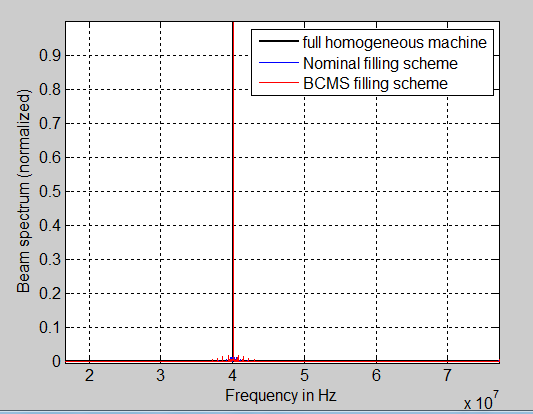 full homogeneous machine
Nominal filling scheme
BCMS filling scheme
Beam spectrum (normalized)
0.9
0.8
0.7
0.6
0.5
0.4
0.3
0.2
0.1
0
2 3 4 5 6 7
Frequency in Hz
x 10^7